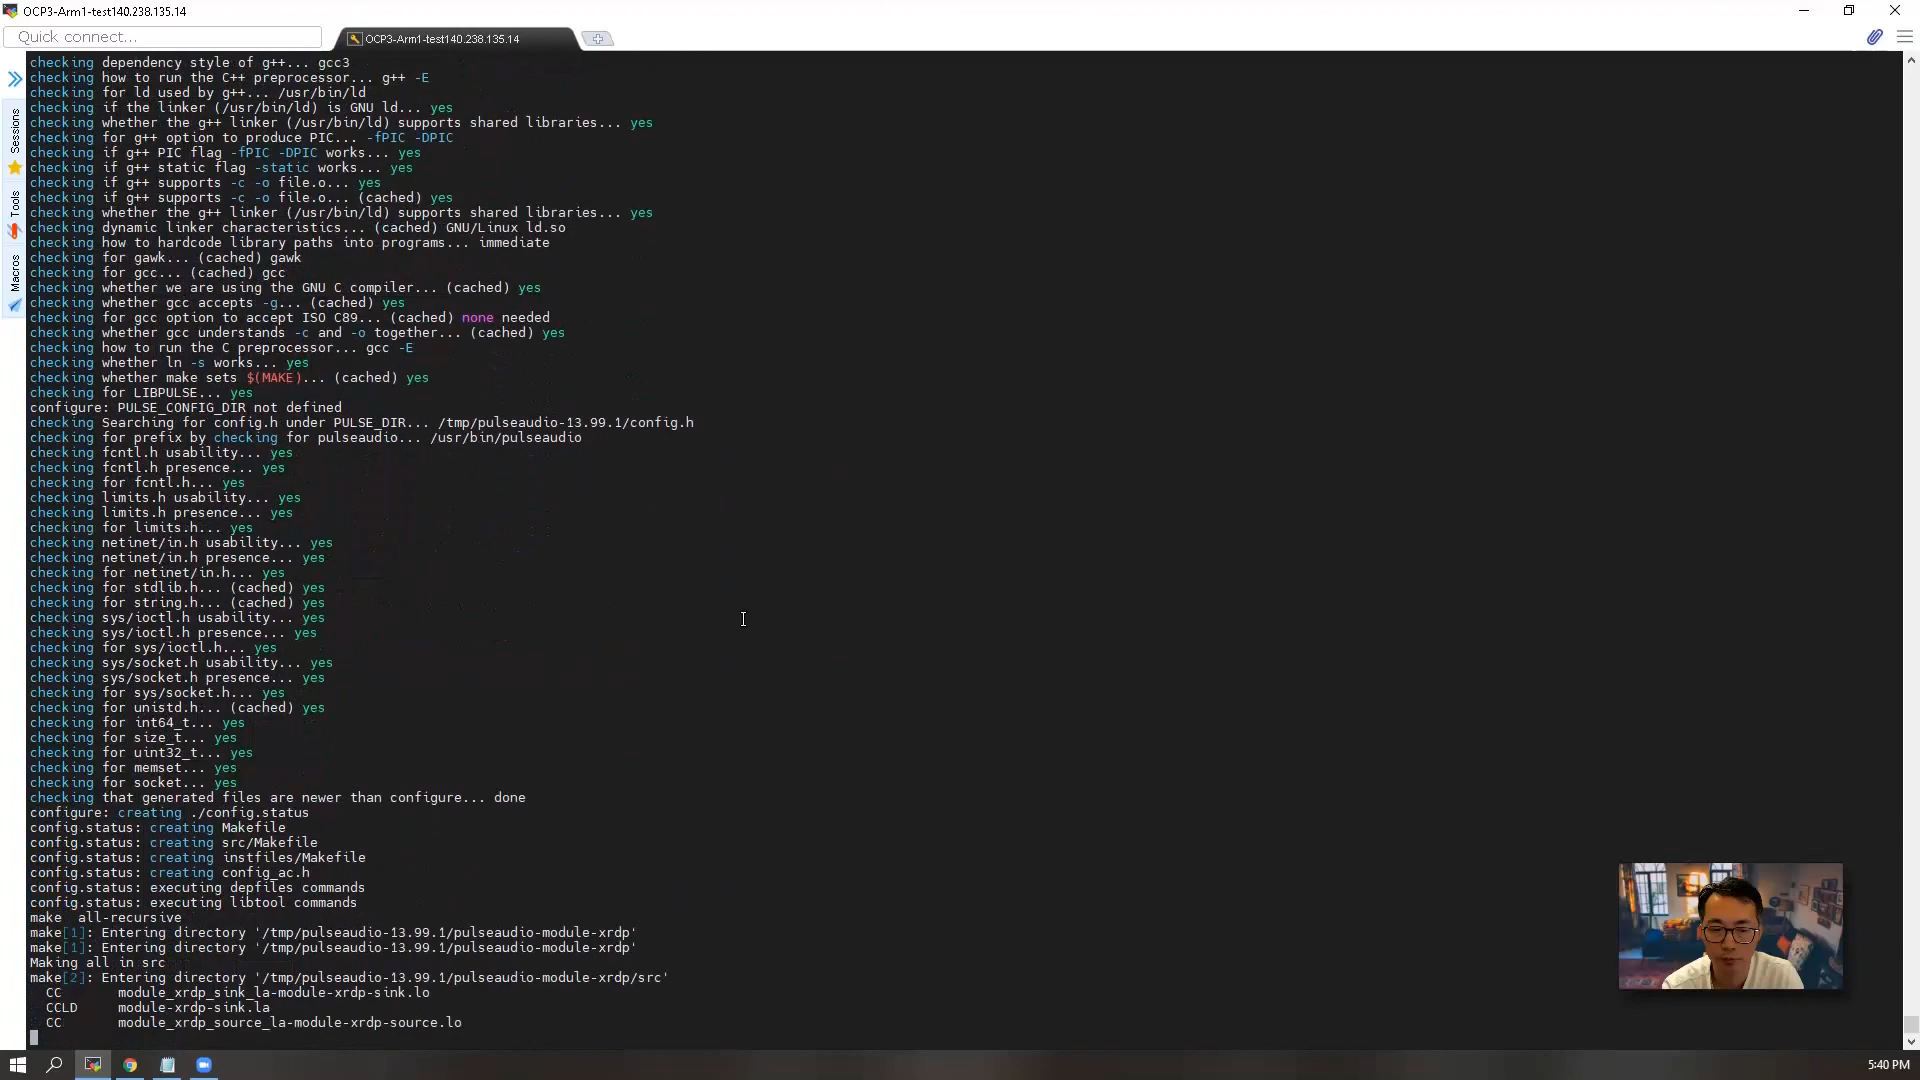 OCP3-Arm1-test140.238.135.14
Quick connect...
OCP3-Arm1-test140.238.135.14
Sessions
Tools
Macros
checking dependency style of g++... gcc3
checking how to run the C++ preprocessor... g++ -E
checking for ld used by g++... /usr/bin/ld
checking if the linker (/usr/bin/ld) is GNU ld... yes
checking whether the g++ linker (/usr/bin/ld) supports shared libraries... yes
checking for g++ option to produce PIC... -fPIC -DPIC
checking if g++ PIC flag -fPIC -DPIC works... yes
checking if g++ static flag -static works... yes
checking if g++ supports -c -o file.o... yes
checking if g++ supports -c -o file.o... (cached) yes
checking whether the g++ linker (/usr/bin/ld) supports shared libraries... yes
checking dynamic linker characteristics... (cached) GNU/Linux ld.so
checking how to hardcode library paths into programs... immediate
checking for gawk... (cached) gawk
checking for gcc... (cached) gcc
checking whether we are using the GNU C compiler... (cached) yes
checking whether gcc accepts -g... (cached) yes
checking for gcc option to accept ISO C89... (cached) none needed
checking whether gcc understands -c and -o together... (cached) yes
checking how to run the C preprocessor... gcc -E
checking whether ln -s works... yes
checking whether make sets $(MAKE)... (cached) yes
checking for LIBPULSE... yes
configure: PULSE_CONFIG_DIR not defined
checking Searching for config.h under PULSE_DIR... /tmp/pulseaudio-13.99.1/config.h
checking for prefix by checking for pulseaudio... /usr/bin/pulseaudio
checking fcntl.h usability... yes
checking fcntl.h presence... yes
checking for fcntl.h... yes
checking limits.h usability... yes
checking limits.h presence... yes
checking for limits.h... yes
checking netinet/in.h usability... yes
checking netinet/in.h presence... yes
checking for netinet/in.h... yes
checking for stdlib.h... (cached) yes
checking for string.h... (cached) yes
checking sys/ioctl.h usability... yes
checking sys/ioctl.h presence... yes
checking for sys/ioctl.h... yes
checking sys/socket.h usability... yes
checking sys/socket.h presence... yes
checking for sys/socket.h... yes
checking for unistd.h... (cached) yes
checking for int64_t... yes
checking for size_t... yes
checking for uint32_t... yes
checking for memset... yes
checking for socket... yes
checking that generated files are newer than configure... done
configure: creating ./config.status
config.status: creating Makefile
config.status: creating src/Makefile
config.status: creating instfiles/Makefile
config.status: creating config_ac.h
config.status: executing depfiles commands
config.status: executing libtool commands
make  all-recursive
make[1]: Entering directory '/tmp/pulseaudio-13.99.1/pulseaudio-module-xrdp'
make[1]: Entering directory '/tmp/pulseaudio-13.99.1/pulseaudio-module-xrdp'
Making all in src
make[2]: Entering directory '/tmp/pulseaudio-13.99.1/pulseaudio-module-xrdp/src'
  CC       module_xrdp_sink_la-module-xrdp-sink.lo
  CCLD     module-xrdp-sink.la
  CC       module_xrdp_source_la-module-xrdp-source.lo
5:40 PM